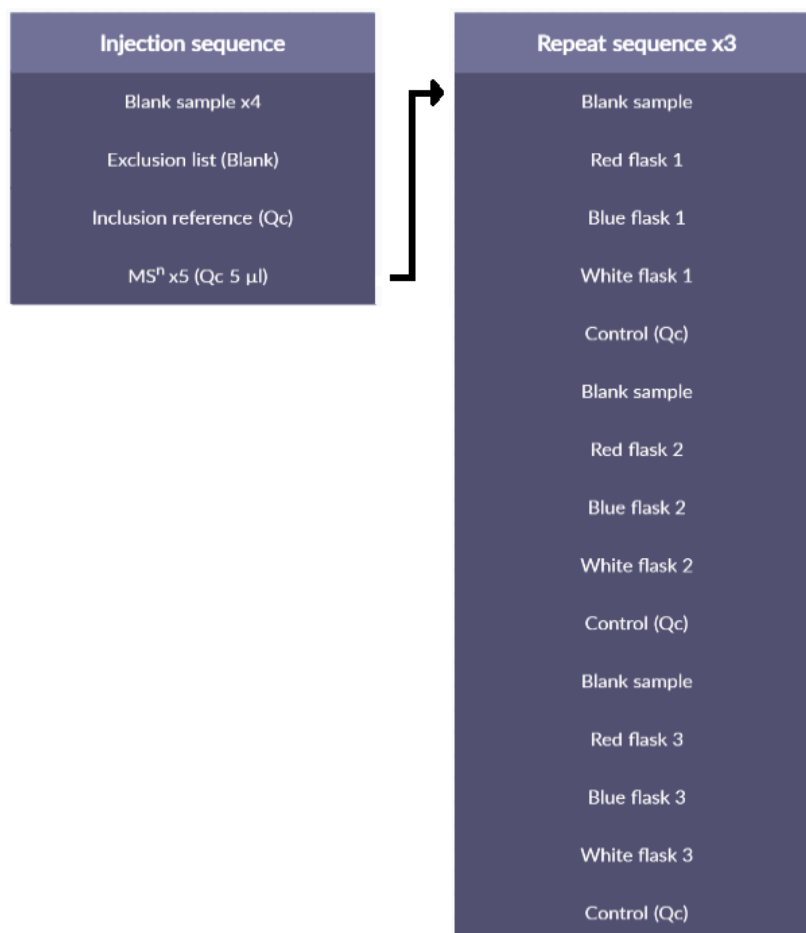 Injection sequence
Blank sample x4
Exclusion list (Blank)
Inclusion reference (Qc)
MSⁿ x5 (Qc 5 µl)
Repeat sequence x3
Blank sample
Red flask 1
Blue flask 1
White flask 1
Control (Qc)
Blank sample
Red flask 2
Blue flask 2
White flask 2
Control (Qc)
Blank sample
Red flask 3
Blue flask 3
White flask 3
Control (Qc)